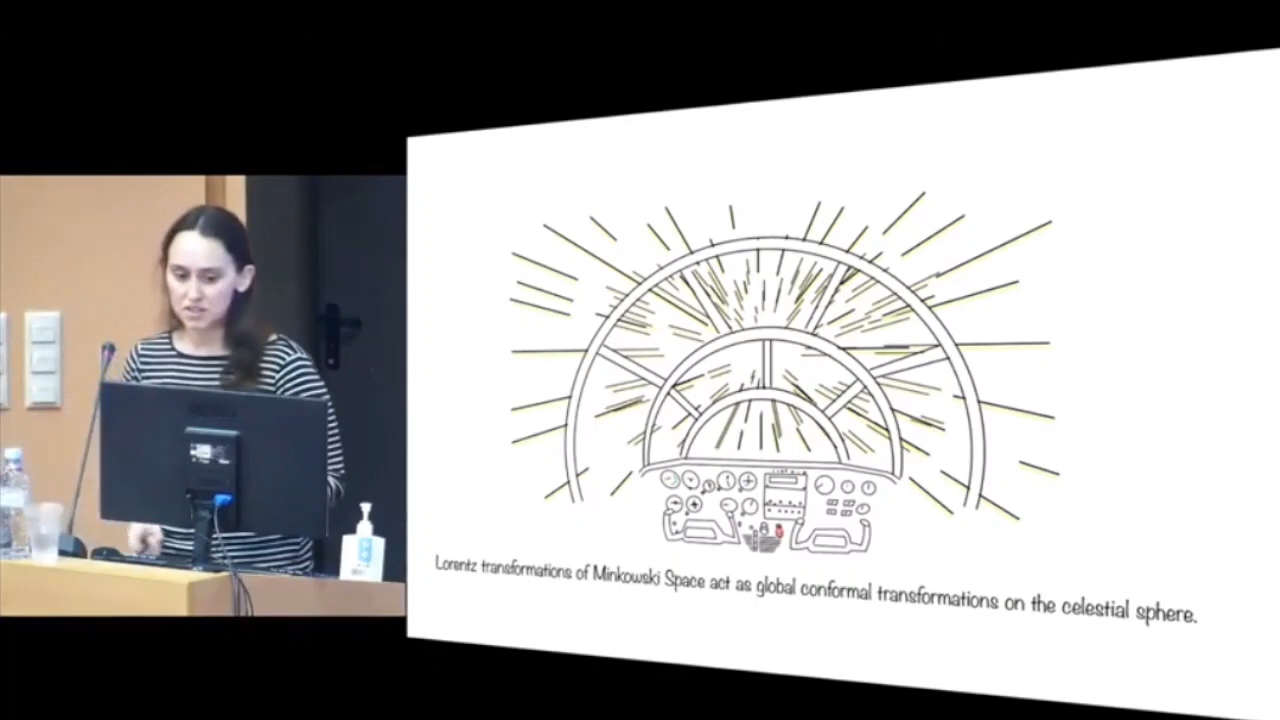 Lorentz transformations of Minkowski Space act as global conformal transformations on the celestial sphere.